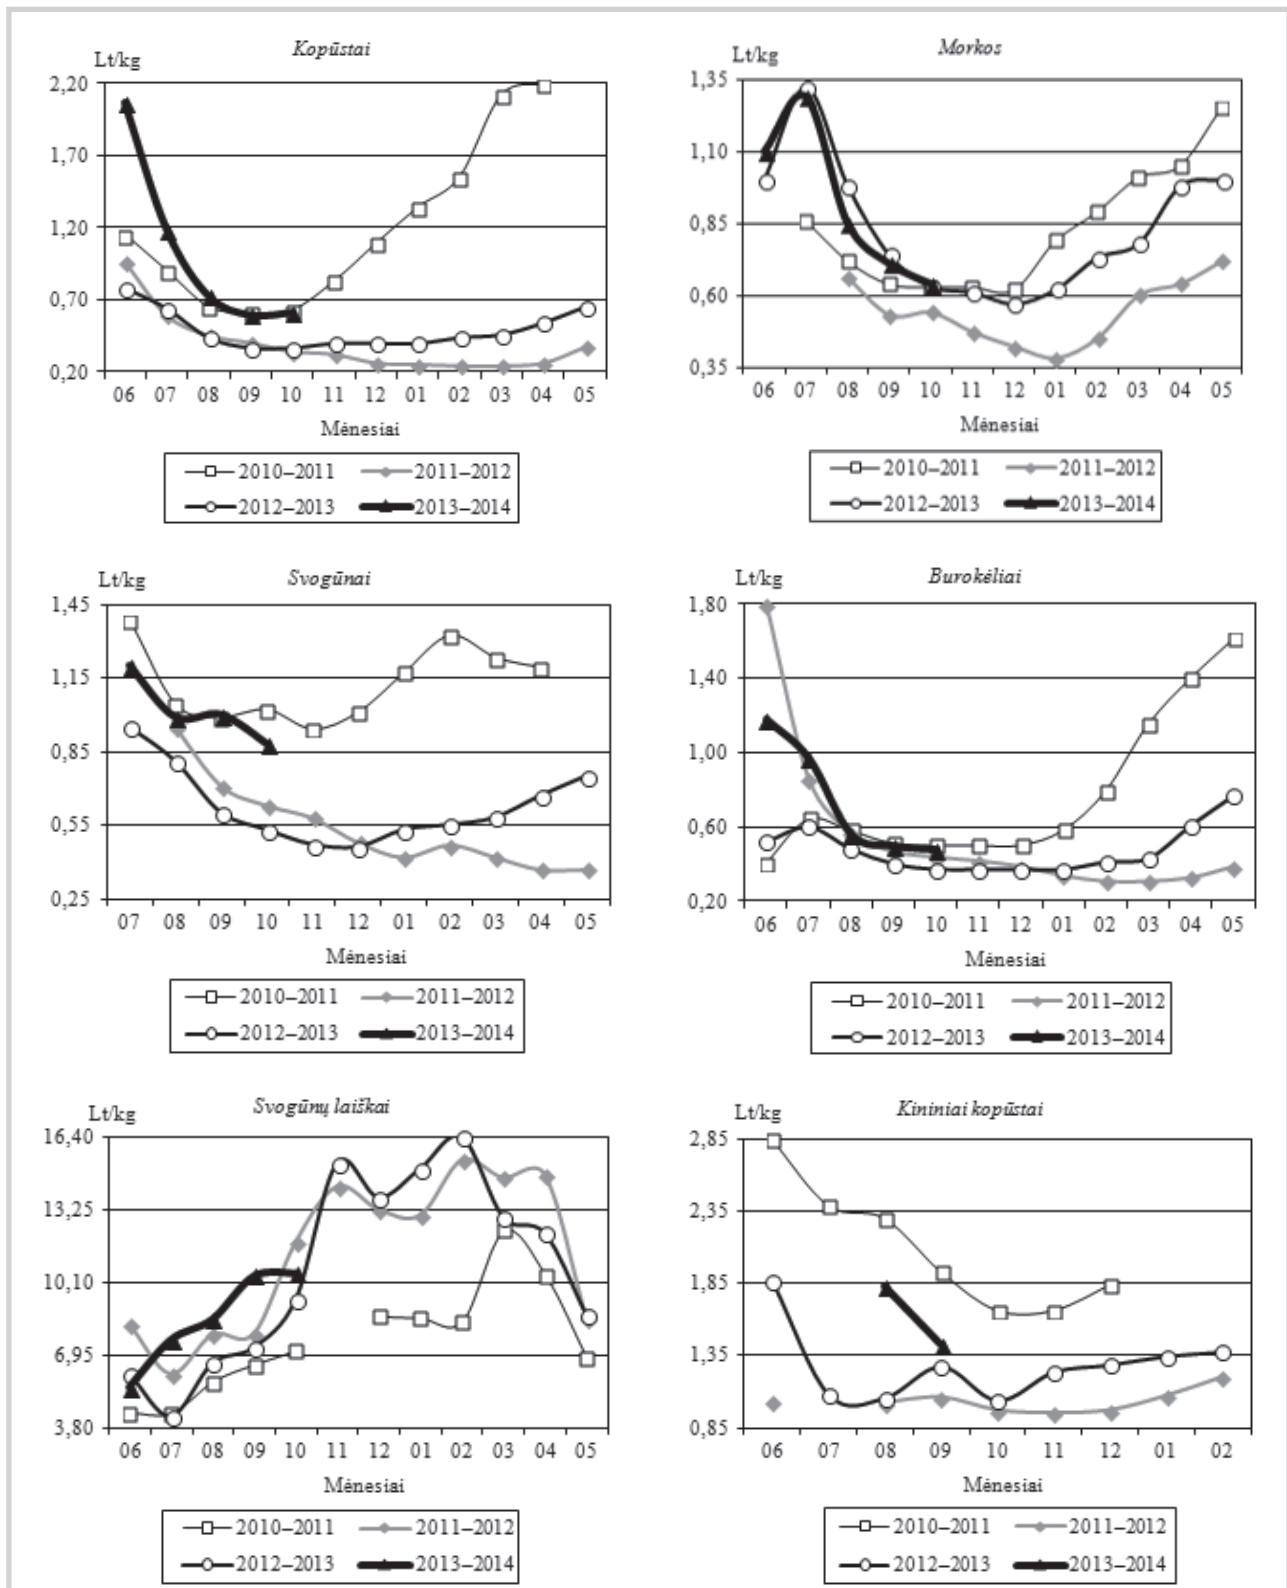 Kopūstai
Lt/kg
2,20
1,70
1,20
0,70
0,20
06 07 08 09 10 11 12 01 02 03 04 05
Mėnesiai
2010–2011 2011–2012
2012–2013 2013–2014
Morkos
Lt/kg
1,35
1,10
0,85
0,60
0,35
06 07 08 09 10 11 12 01 02 03 04 05
Mėnesiai
2010–2011 2011–2012
2012–2013 2013–2014
Svogūnai
Lt/kg
1,45
1,15
0,85
0,55
0,25
07 08 09 10 11 12 01 02 03 04 05
Mėnesiai
2010–2011 2011–2012
2012–2013 2013–2014
Burokėliai
Lt/kg
1,80
1,40
1,00
0,60
0,20
06 07 08 09 10 11 12 01 02 03 04 05
Mėnesiai
2010–2011 2011–2012
2012–2013 2013–2014
Svogūnų laiškai
Lt/kg
16,40
13,25
10,10
6,95
3,80
06 07 08 09 10 11 12 01 02 03 04 05
Mėnesiai
2010–2011 2011–2012
2012–2013 2013–2014
Kininiai kopūstai
Lt/kg
2,85
2,35
1,85
1,35
0,85
06 07 08 09 10 11 12 01 02
Mėnesiai
2010–2011 2011–2012
2012–2013 2013–2014